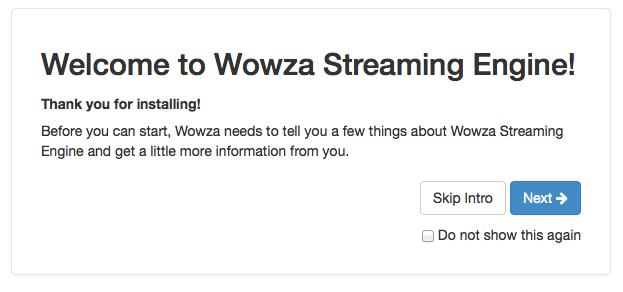 Welcome to Wowza Streaming Engine!
Thank you for installing!
Before you can start, Wowza needs to tell you a few things about Wowza Streaming
Engine and get a little more information from you.
Skip Intro Next
Do not show this again